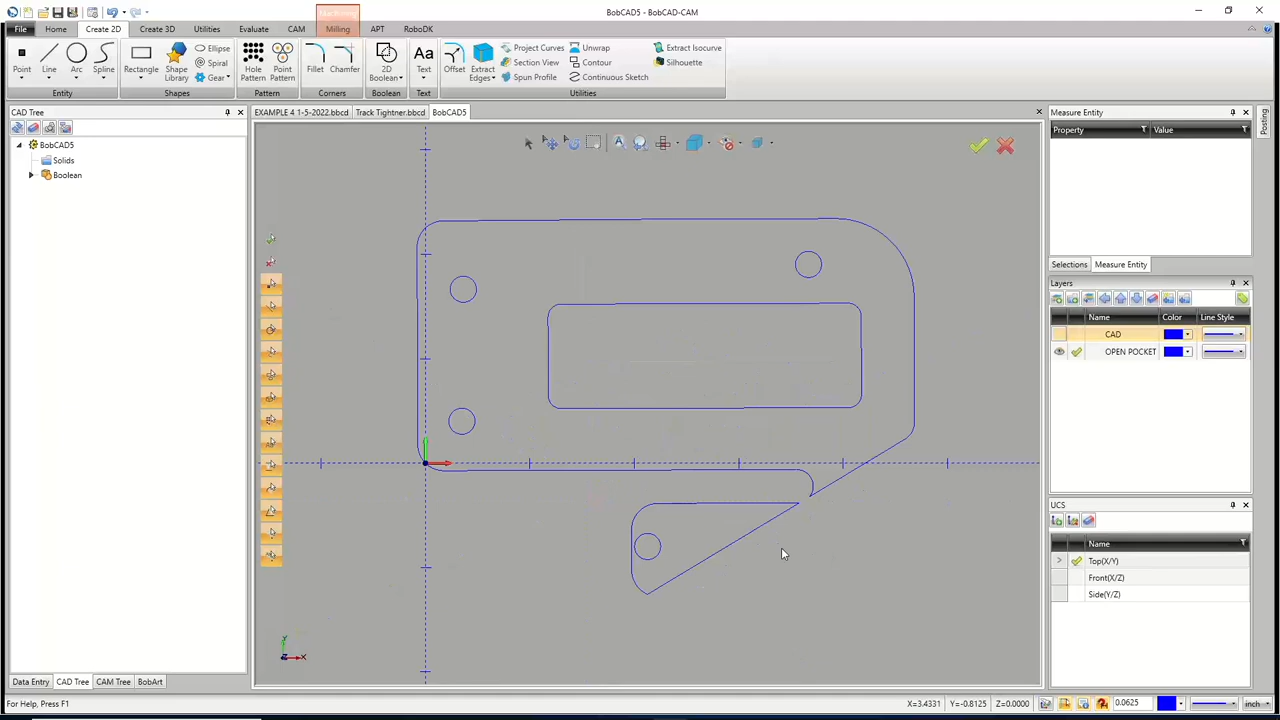 BobCAD5 - BobCAD-CAM
File Home Create 2D Create 3D Utilities Evaluate CAM Milling APT RoboDK
Point Line Arc Spline
Entity
Rectangle Shape Library Ellipse Spiral Gear
Shapes
Hole Pattern Point Pattern
Pattern
Fillet Chamfer
Corners
2D Boolean
Boolean
Aa Text
Text
Offset Extract Edges Projection Curves Unwrap Extract Isocurve
Section View Contour Silhouette
Spun Profile Continuous Sketch
Utilities
CAD Tree
EXAMPLE 4 1-5-2022.bbcd Track Tightner.bbcd BobCAD5
BobCAD5
Solids
Boolean
Measure Entity
Property Value
Posting
Selections Measure Entity
Layers
Name Color Line Style
CAD
OPEN POCKET
UCS
Name
Top(X/Y)
Front(X/Z)
Side(Y/Z)
Y
Z X
Data Entry CAD Tree CAM Tree BobArt
For Help, Press F1
X=3.4331 Y=-0.8125 Z=0.0000 0.0625 inch